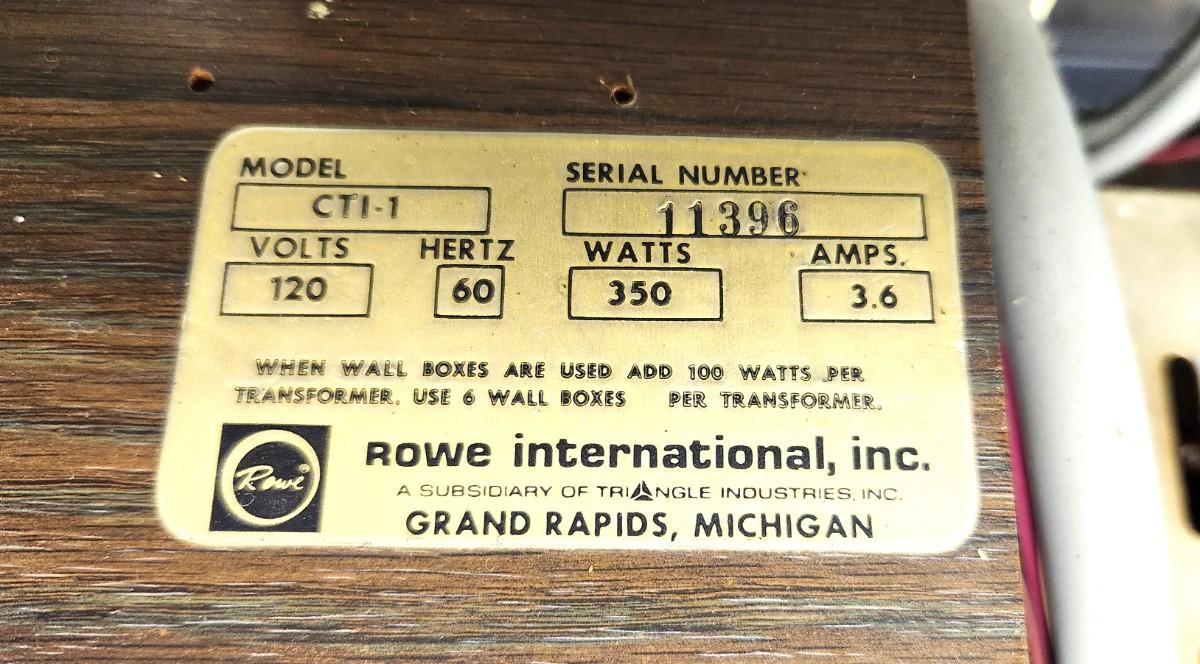 MODEL SERIAL NUMBER
CTI-1 11396
VOLTS HERTZ WATTS AMPS.
120 60 350 3.6
WHEN WALL BOXES ARE USED ADD 100 WATTS PER
TRANSFORMER. USE 6 WALL BOXES PER TRANSFORMER.
Rowe
ROWe international, inc.
A SUBSIDIARY OF TRIANGLE INDUSTRIES, INC.
GRAND RAPIDS, MICHIGAN